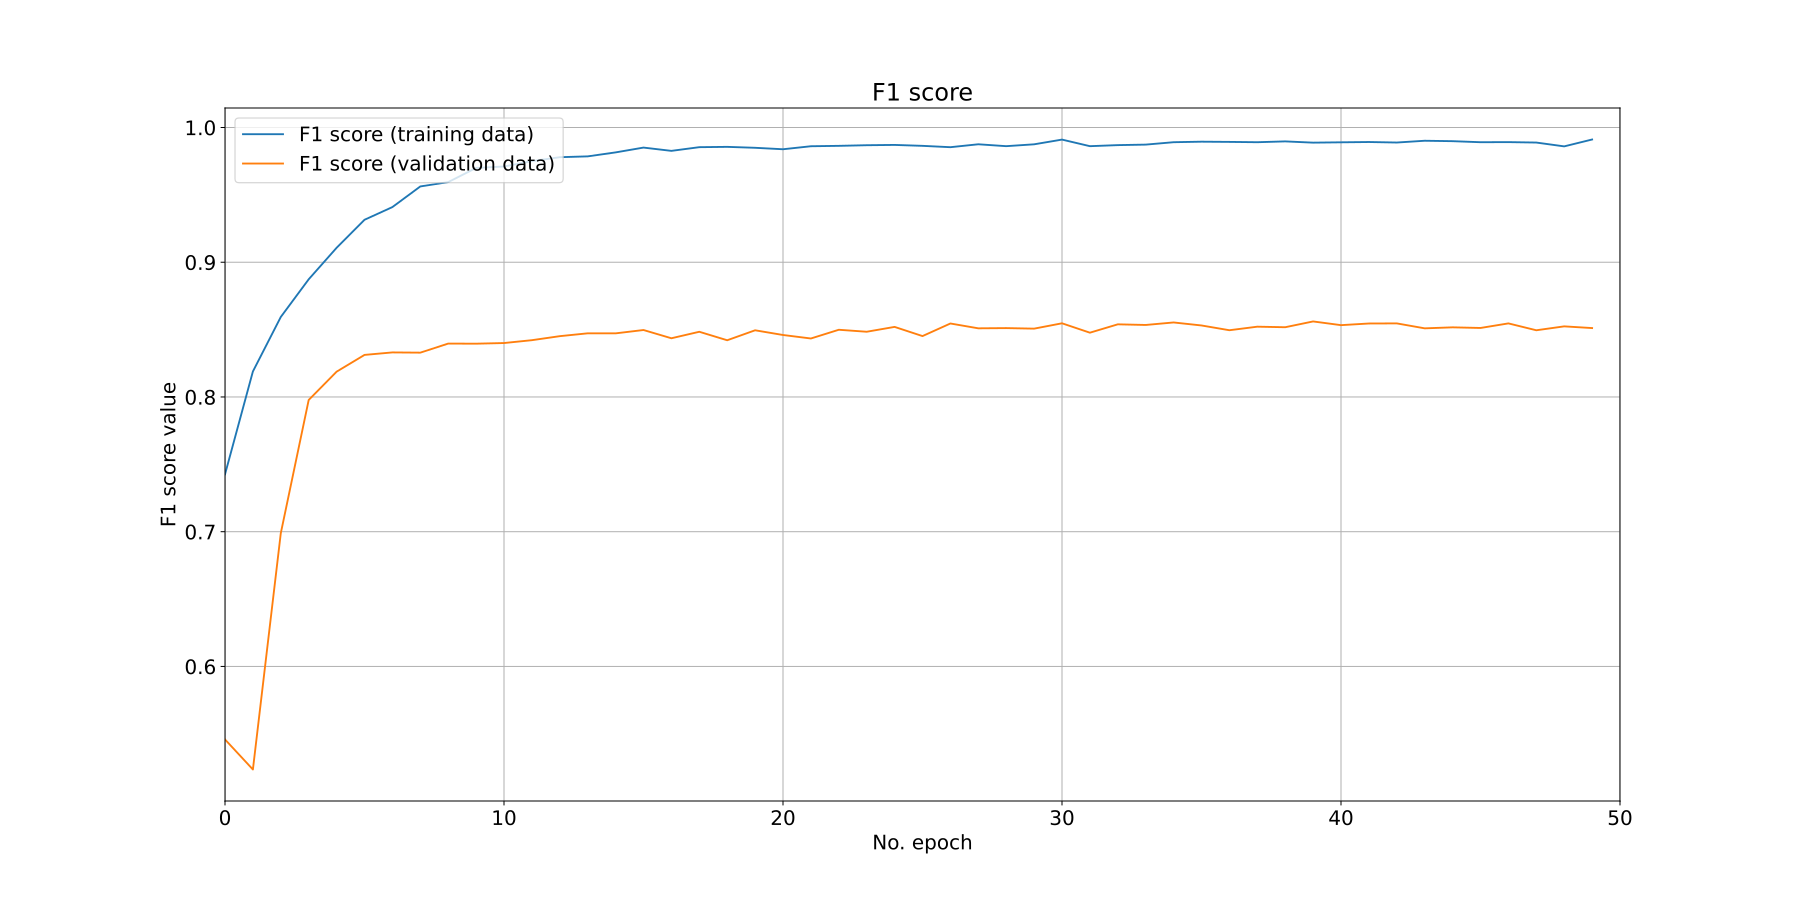 F1 score
F1 score (training data)
F1 score (validation data)
1.0
0.9
0.8
0.7
0.6
F1 score value
0 10 20 30 40 50
No. epoch